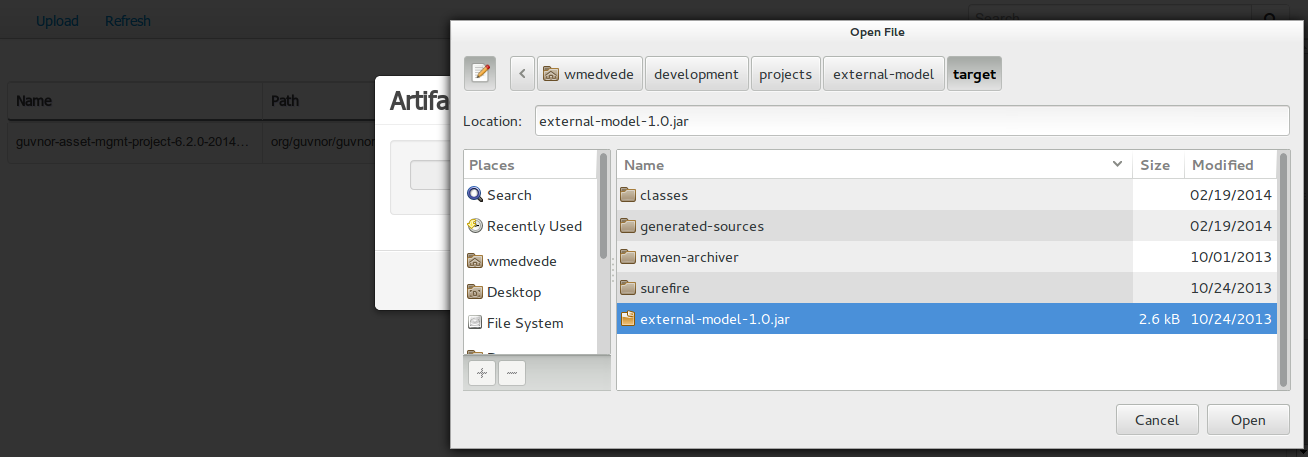 Upload Refresh
Search
Name Path
guvnor-asset-mgmt-project-6.2.0-2014... org/guvnor/guvnor
Artifa
Open File
wmedvede development projects external-model target
Location: external-model-1.0.jar
Places
Search
Recently Used
wmedvede
Desktop
File System
Name Size Modified
classes 02/19/2014
generated-sources 02/19/2014
maven-archiver 10/01/2013
surefire 10/24/2013
external-model-1.0.jar 2.6 kB 10/24/2013
Cancel Open